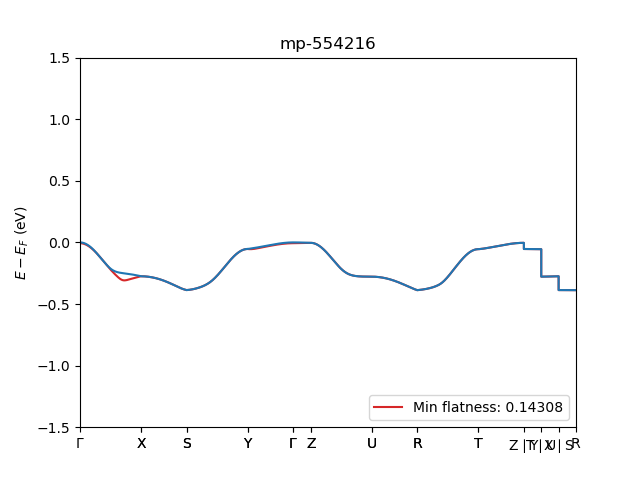 mp-554216
E − E_F (eV)
1.5
1.0
0.5
0.0
−0.5
−1.0
−1.5
Min flatness: 0.14308
Γ X S Y Γ Z U R T Z | T Y | X U | S R